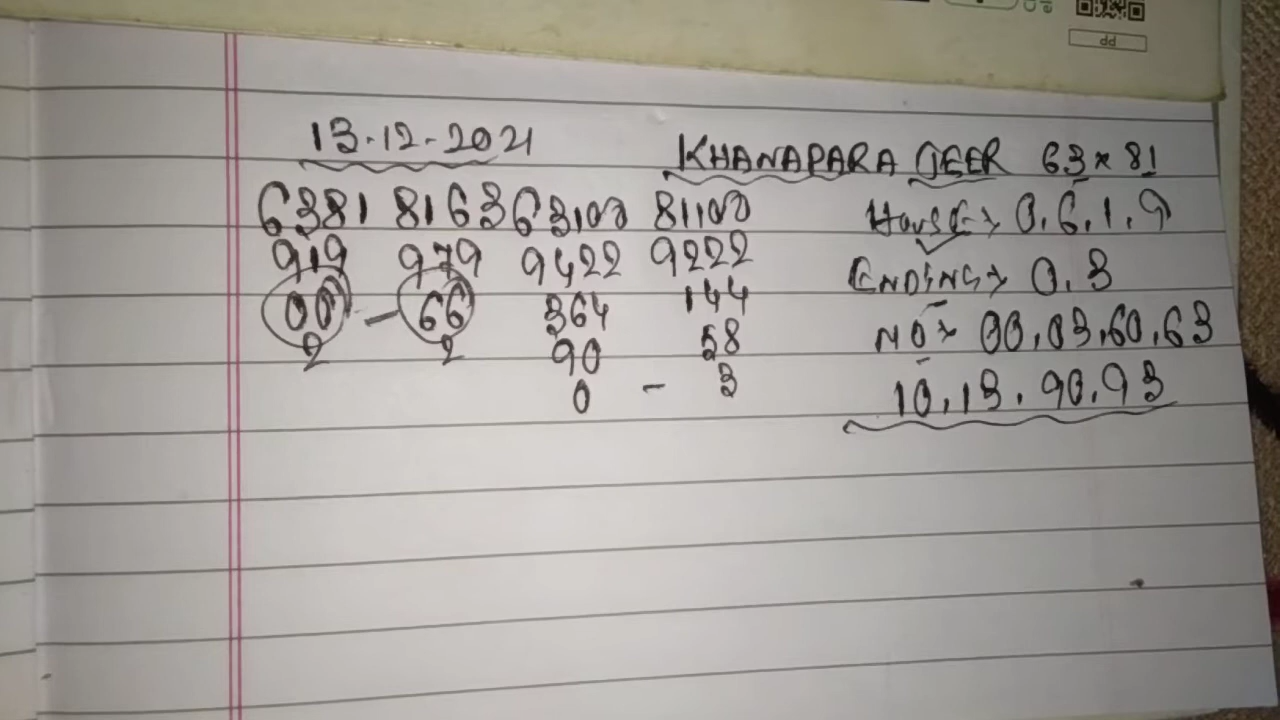 13.12.2021
KHANAPARA TEER 63 x 81
6381 8163 63100 81100
919 979 9422 9222
00 - 66 364 144
2 2 90 58
0 - 3
House → 0.6.1.9
ENDING → 0.3
NO → 00,03,60,63
10,13.90,93